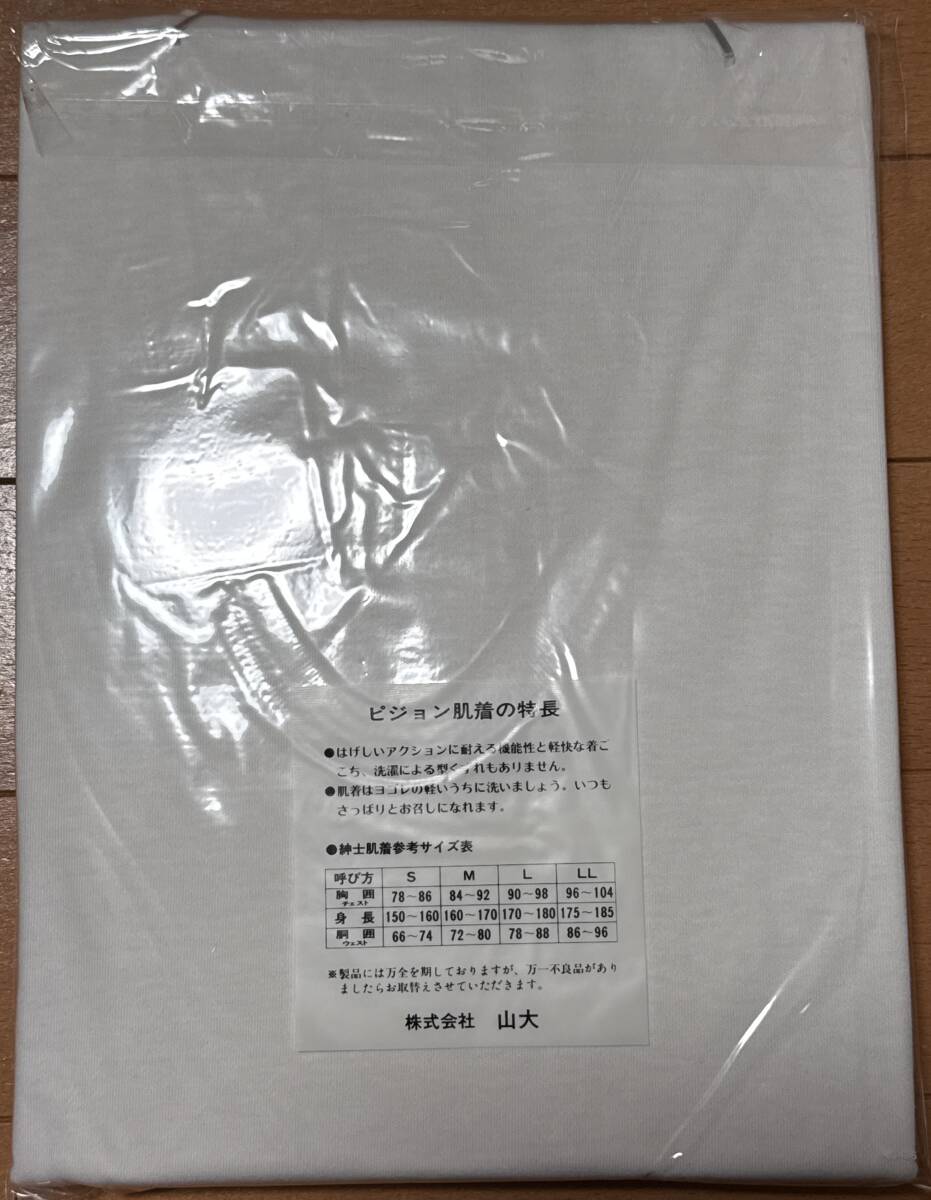 ピジョン肌着の特長
●はげしいアクションに耐える機能性と軽快な着ご
こち、洗濯による型くずれもありません。
●肌着はヨゴレの軽いうちに洗いましょう。いつも
さっぱりとお召しになれます。
●紳士肌着参考サイズ表
呼び方 S M L LL
胸囲 チェスト 78～86 84～92 90～98 96～104
身長 150～160 160～170 170～180 175～185
胴囲 ウェスト 66～74 72～80 78～88 86～96
※製品には万全を期しておりますが、万一不良品があり
ましたらお取替えさせていただきます。
株式会社 山大